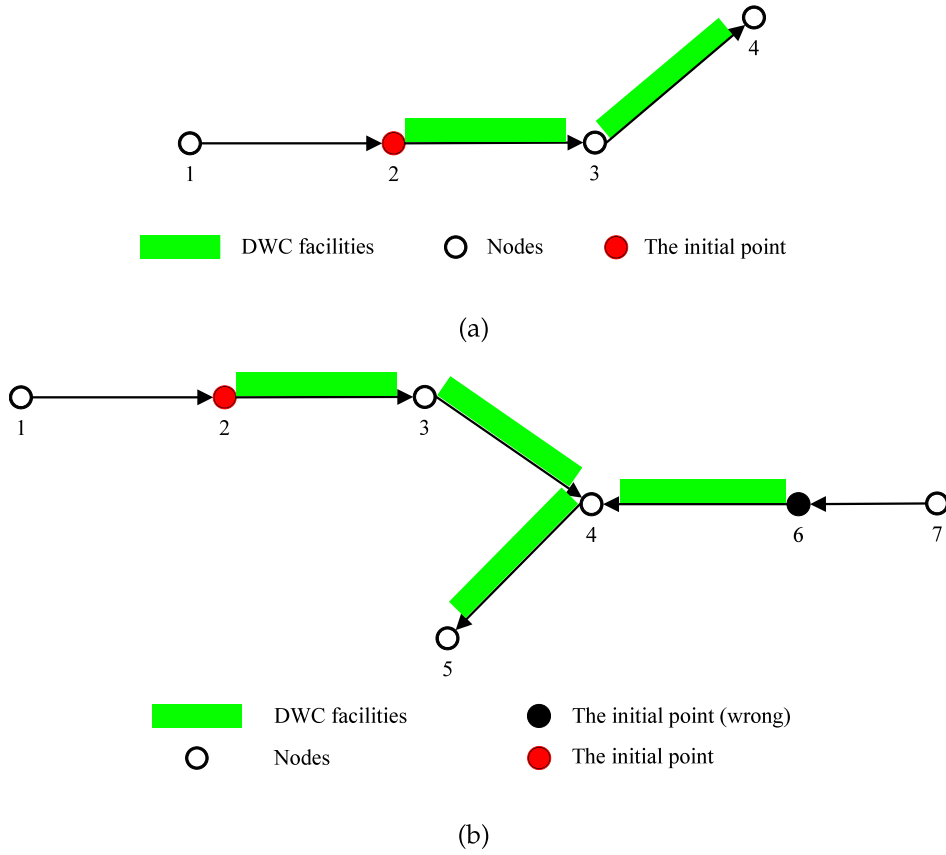 4
1
2
3
DWC facilities
Nodes
The initial point
(a)
1
2
3
4
6
7
5
DWC facilities
The initial point (wrong)
Nodes
The initial point
(b)